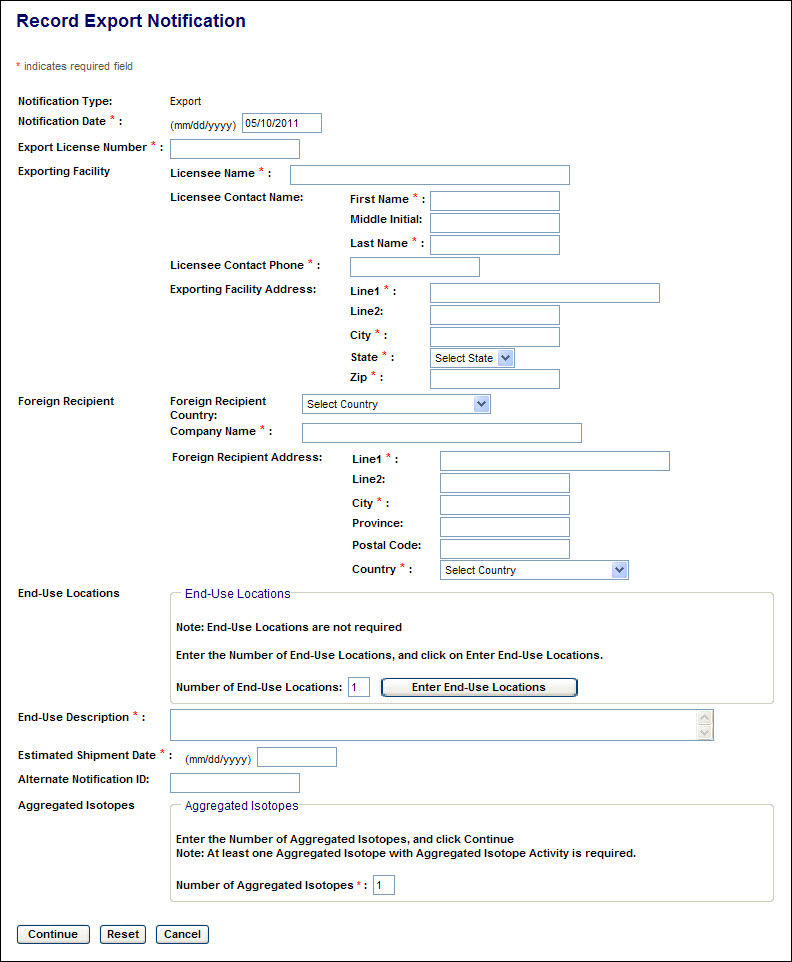 Record Export Notification
* indicates required field
Notification Type: Export
Notification Date * : (mm/dd/yyyy) 05/10/2011
Export License Number * :
Exporting Facility Licensee Name * :
Licensee Contact Name: First Name * :
Middle Initial:
Last Name * :
Licensee Contact Phone * :
Exporting Facility Address: Line1 * :
Line2:
City * :
State * : Select State
Zip * :
Foreign Recipient Foreign Recipient Country: Select Country
Company Name * :
Foreign Recipient Address: Line1 * :
Line2:
City * :
Province:
Postal Code:
Country * : Select Country
End-Use Locations End-Use Locations
Note: End-Use Locations are not required
Enter the Number of End-Use Locations, and click on Enter End-Use Locations.
Number of End-Use Locations: 1 Enter End-Use Locations
End-Use Description * :
Estimated Shipment Date * : (mm/dd/yyyy)
Alternate Notification ID:
Aggregated Isotopes Aggregated Isotopes
Enter the Number of Aggregated Isotopes, and click Continue
Note: At least one Aggregated Isotope with Aggregated Isotope Activity is required.
Number of Aggregated Isotopes * : 1
Continue Reset Cancel